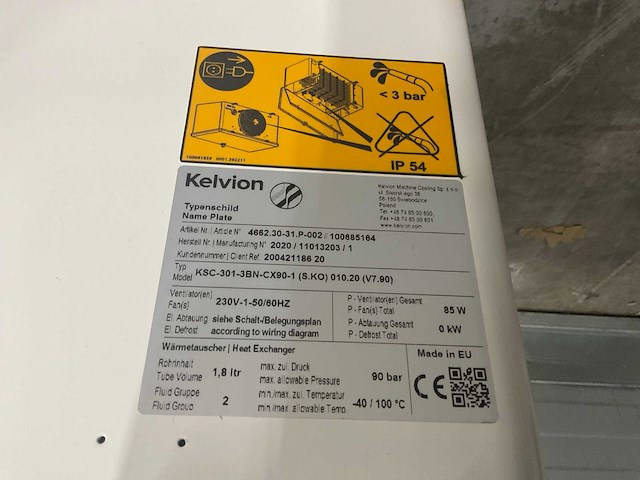 < 3 bar
IP 54
Kelvion
Kelvion Machine Cooling Sp. z o.o.
Poland
www.kelvion.com
Typenschild
Name Plate
Artikel Nr. | Article N° 4662.30-31.P-002 // 100685164
Herstell Nr. | Manufacturing N° 2020 / 11013203 / 1
Kundennummer | Client Ref. 200421186 20
Typ
Model KSC-301-3BN-CX90-1 (S.KO) 010.20 (V7.90)
Ventilator(en)
Fan(s) 230V-1-50/60HZ
P - Ventilator(en) Gesamt
P - Fan(s) Total 85 W
El. Abtauung siehe Schalt-/Belegungsplan
El. Defrost according to wiring diagram
P - Abtauung Gesamt
P - Defrost Total 0 kW
Wärmetauscher | Heat Exchanger
Made in EU
Rohrinhalt
Tube Volume 1,8 ltr
max. zul. Druck
max. allowable Pressure 90 bar
Fluid Gruppe
Fluid Group 2
min./max. zul. Temperatur
min./max. allowable Temp. -40 / 100 °C
CE